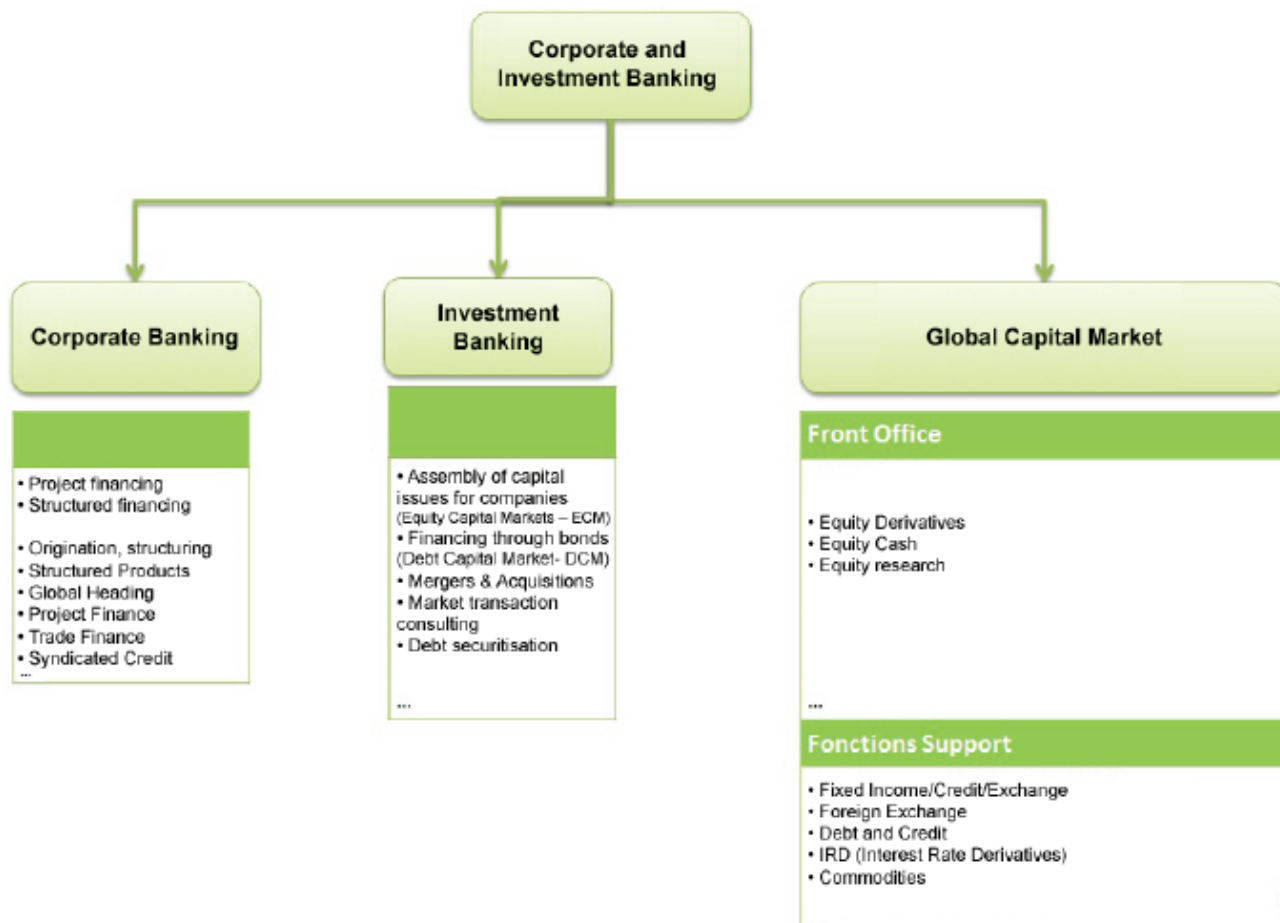 Corporate and
Investment Banking
Corporate Banking
• Project financing
• Structured financing
• Origination, structuring
• Structured Products
• Global Heading
• Project Finance
• Trade Finance
• Syndicated Credit
...
Investment
Banking
• Assembly of capital
issues for companies
(Equity Capital Markets – ECM)
• Financing through bonds
(Debt Capital Market- DCM)
• Mergers & Acquisitions
• Market transaction
consulting
• Debt securitisation
...
Global Capital Market
Front Office
• Equity Derivatives
• Equity Cash
• Equity research
...
Fonctions Support
• Fixed Income/Credit/Exchange
• Foreign Exchange
• Debt and Credit
• IRD (Interest Rate Derivatives)
• Commodities